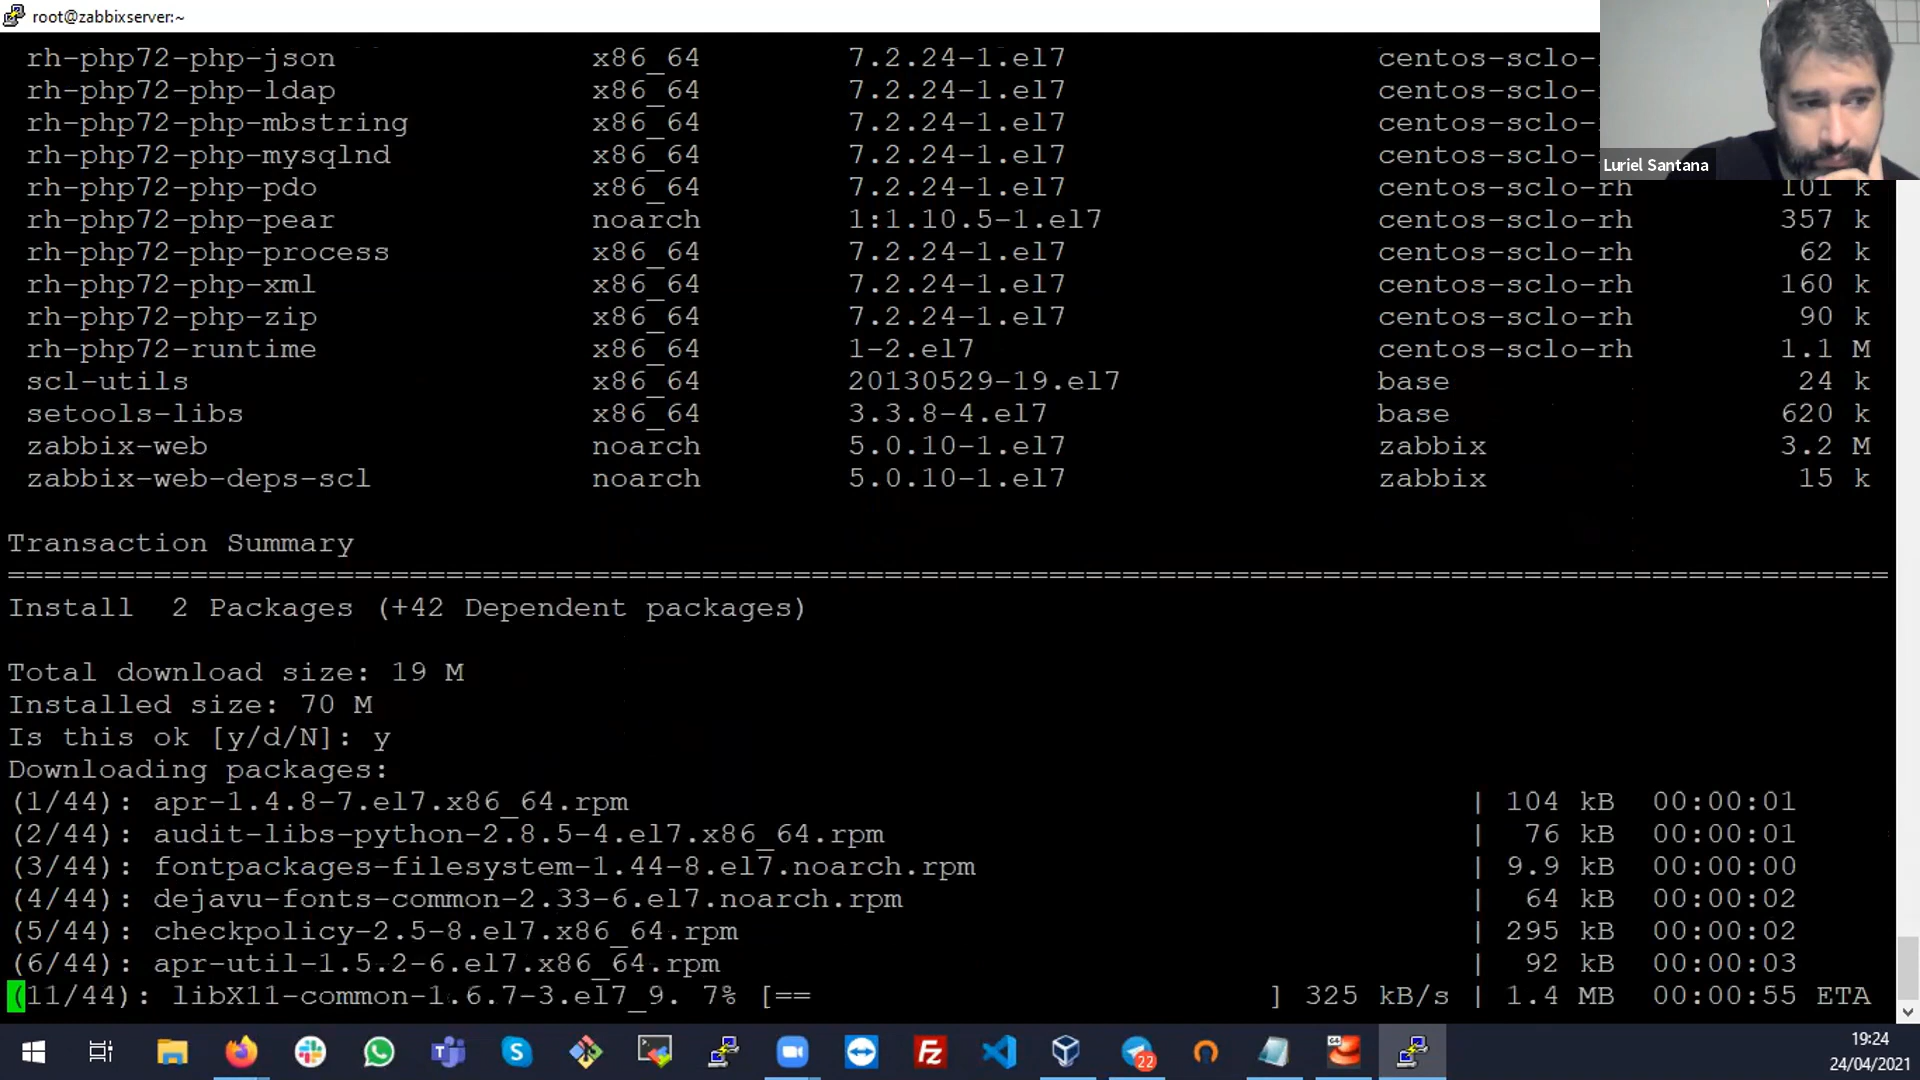 root@zabbixserver:~
rh-php72-php-json x86_64 7.2.24-1.el7 centos-sclo-
rh-php72-php-ldap x86_64 7.2.24-1.el7 centos-sclo-
rh-php72-php-mbstring x86_64 7.2.24-1.el7 centos-sclo-
rh-php72-php-mysqlnd x86_64 7.2.24-1.el7 centos-sclo-
Luriel Santana
rh-php72-php-pdo x86_64 7.2.24-1.el7 centos-sclo-rh 101 k
rh-php72-php-pear noarch 1:1.10.5-1.el7 centos-sclo-rh 357 k
rh-php72-php-process x86_64 7.2.24-1.el7 centos-sclo-rh 62 k
rh-php72-php-xml x86_64 7.2.24-1.el7 centos-sclo-rh 160 k
rh-php72-php-zip x86_64 7.2.24-1.el7 centos-sclo-rh 90 k
rh-php72-runtime x86_64 1-2.el7 centos-sclo-rh 1.1 M
scl-utils x86_64 20130529-19.el7 base 24 k
setools-libs x86_64 3.3.8-4.el7 base 620 k
zabbix-web noarch 5.0.10-1.el7 zabbix 3.2 M
zabbix-web-deps-scl noarch 5.0.10-1.el7 zabbix 15 k
Transaction Summary
================================================================================
Install 2 Packages (+42 Dependent packages)
Total download size: 19 M
Installed size: 70 M
Is this ok [y/d/N]: y
Downloading packages:
(1/44): apr-1.4.8-7.el7.x86_64.rpm | 104 kB 00:00:01
(2/44): audit-libs-python-2.8.5-4.el7.x86_64.rpm | 76 kB 00:00:01
(3/44): fontpackages-filesystem-1.44-8.el7.noarch.rpm | 9.9 kB 00:00:00
(4/44): dejavu-fonts-common-2.33-6.el7.noarch.rpm | 64 kB 00:00:02
(5/44): checkpolicy-2.5-8.el7.x86_64.rpm | 295 kB 00:00:02
(6/44): apr-util-1.5.2-6.el7.x86_64.rpm | 92 kB 00:00:03
(11/44): libX11-common-1.6.7-3.el7_9. 7% [== ] 325 kB/s | 1.4 MB 00:00:55 ETA
22
64
19:24
24/04/2021